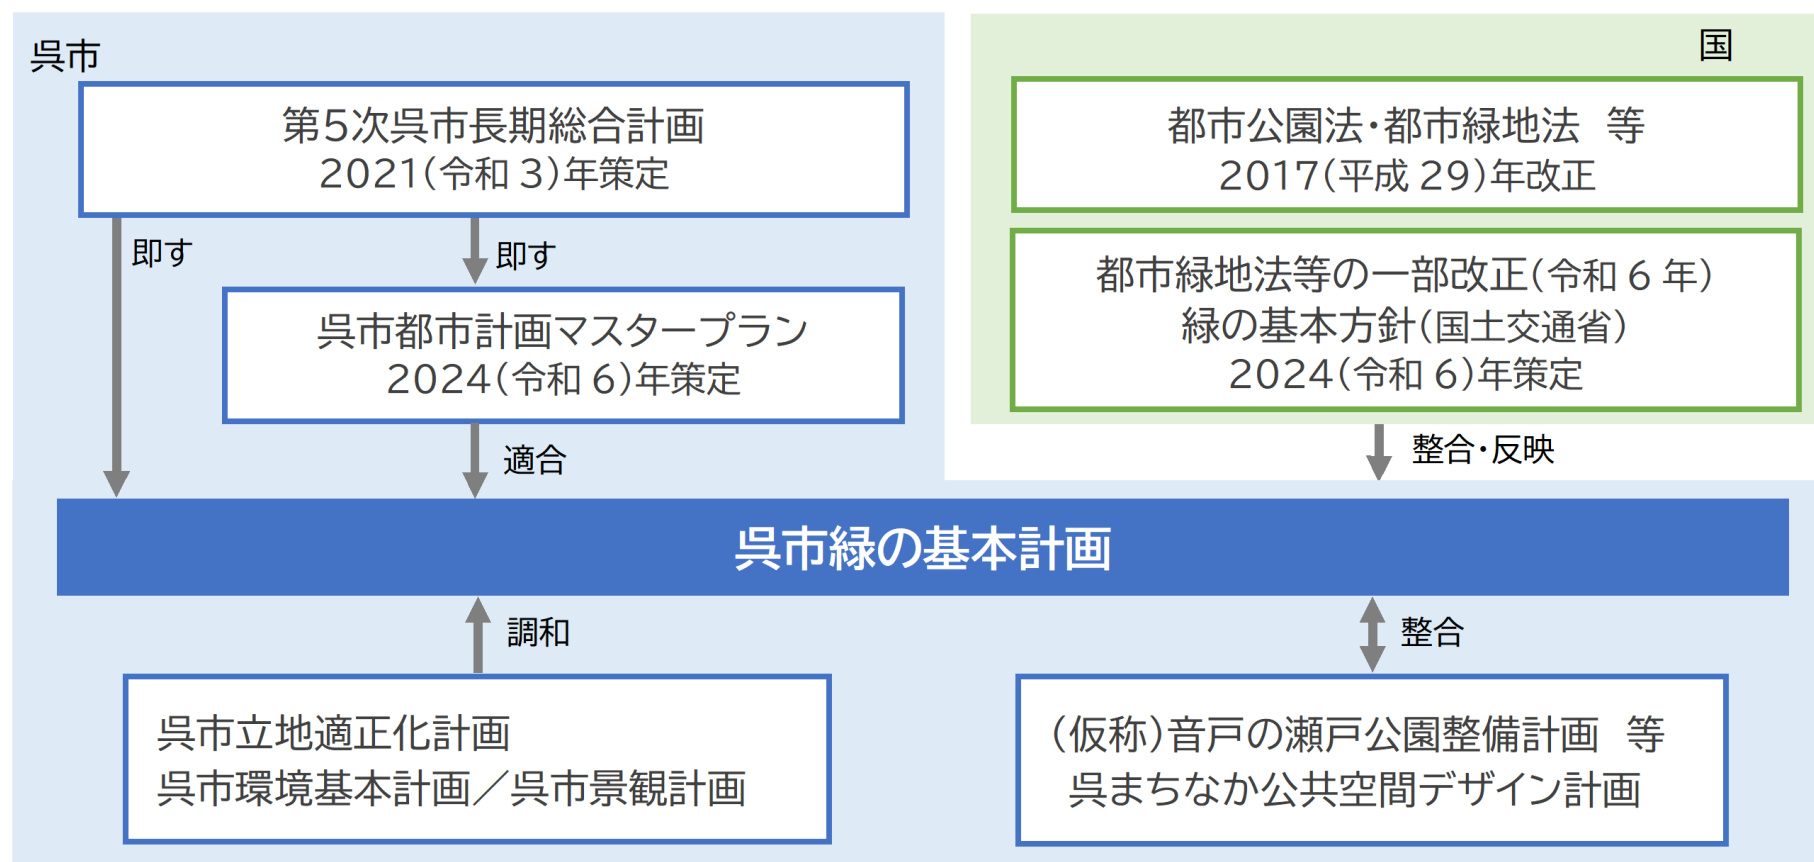 呉市
第5次呉市長期総合計画
2021(令和3)年策定
即す
即す
呉市都市計画マスタープラン
2024(令和6)年策定
適合
国
都市公園法・都市緑地法　等
2017(平成29)年改正
都市緑地法等の一部改正(令和6年)
緑の基本方針(国土交通省)
2024(令和6)年策定
整合・反映
呉市緑の基本計画
調和
整合
呉市立地適正化計画
呉市環境基本計画／呉市景観計画
(仮称)音戸の瀬戸公園整備計画　等
呉まちなか公共空間デザイン計画